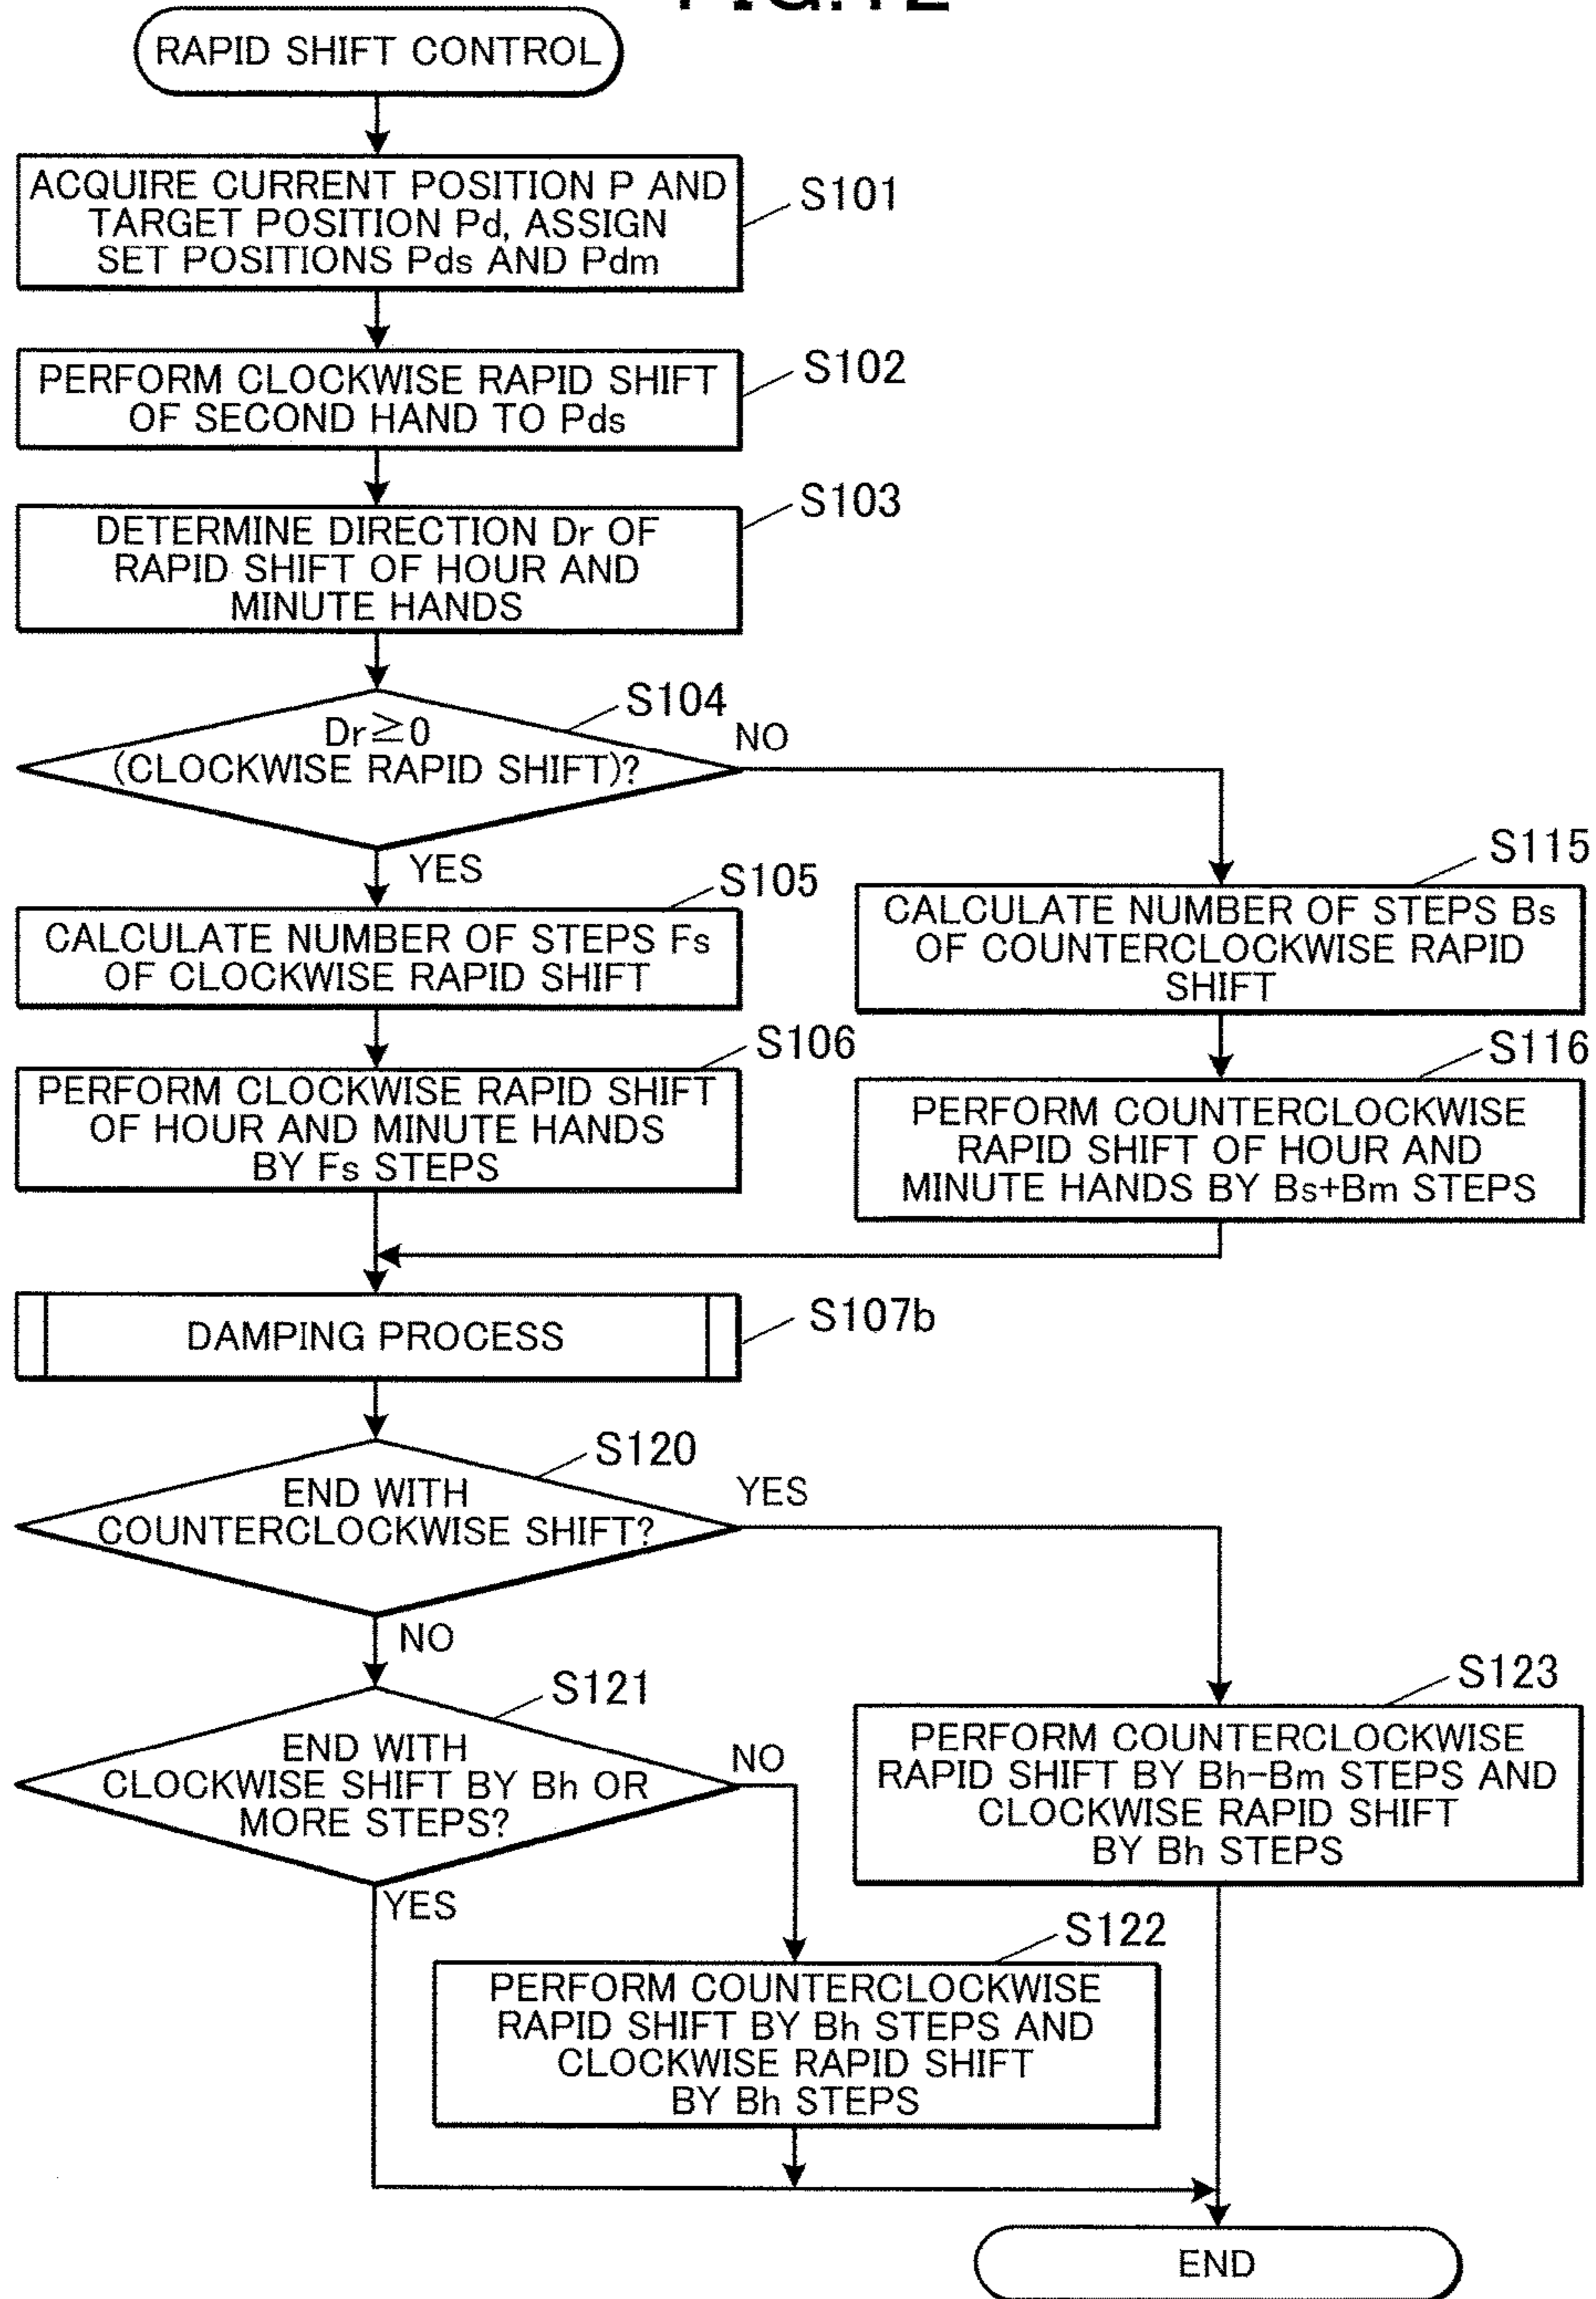 RAPID SHIFT CONTROL
ACQUIRE CURRENT POSITION P AND
TARGET POSITION Pd, ASSIGN
SET POSITIONS Pds AND Pdm
S101
PERFORM CLOCKWISE RAPID SHIFT
OF SECOND HAND TO Pds
S102
DETERMINE DIRECTION Dr OF
RAPID SHIFT OF HOUR AND
MINUTE HANDS
S103
Dr≧0
(CLOCKWISE RAPID SHIFT)?
S104
NO
YES
CALCULATE NUMBER OF STEPS Fs
OF CLOCKWISE RAPID SHIFT
S105
CALCULATE NUMBER OF STEPS Bs
OF COUNTERCLOCKWISE RAPID
SHIFT
S115
PERFORM CLOCKWISE RAPID SHIFT
OF HOUR AND MINUTE HANDS
BY Fs STEPS
S106
PERFORM COUNTERCLOCKWISE
RAPID SHIFT OF HOUR AND
MINUTE HANDS BY Bs+Bm STEPS
S116
DAMPING PROCESS
S107b
END WITH
COUNTERCLOCKWISE SHIFT?
S120
YES
NO
END WITH
CLOCKWISE SHIFT BY Bh OR
MORE STEPS?
S121
NO
YES
PERFORM COUNTERCLOCKWISE
RAPID SHIFT BY Bh-Bm STEPS AND
CLOCKWISE RAPID SHIFT
BY Bh STEPS
S123
PERFORM COUNTERCLOCKWISE
RAPID SHIFT BY Bh STEPS AND
CLOCKWISE RAPID SHIFT
BY Bh STEPS
S122
END